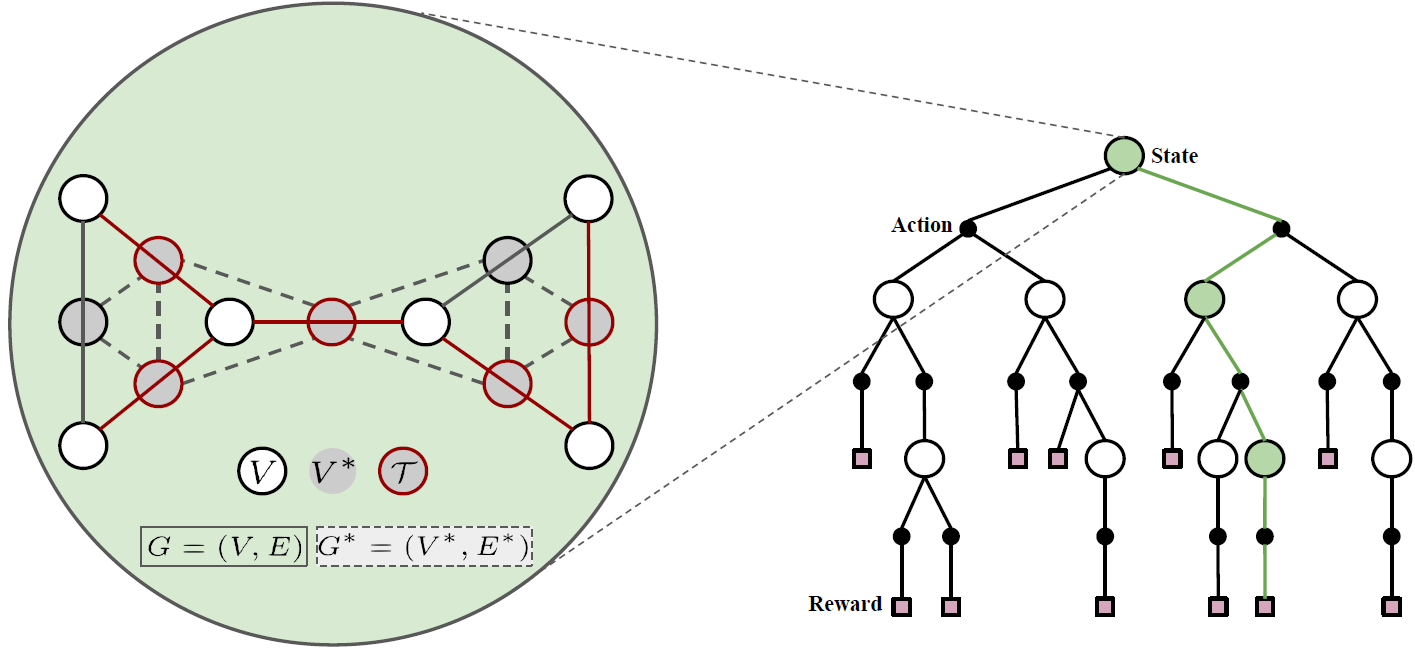 State
Action
V
V*
𝒯
G = (V, E)
G* = (V*, E*)
Reward